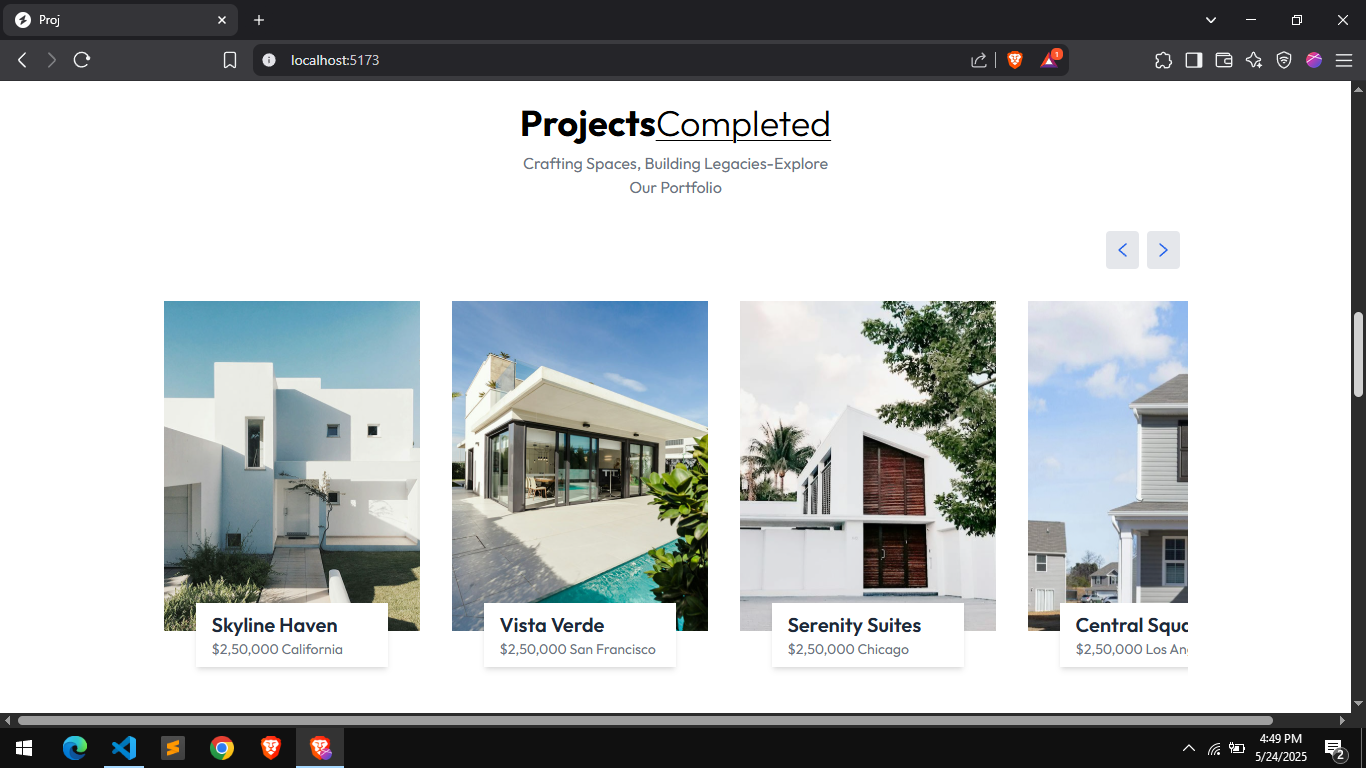 Proj
localhost:5173
1
ProjectsCompleted
Crafting Spaces, Building Legacies-Explore
Our Portfolio
Skyline Haven
$2,50,000 California
Vista Verde
$2,50,000 San Francisco
Serenity Suites
$2,50,000 Chicago
Central Squa
$2,50,000 Los An
4:49 PM
5/24/2025
2